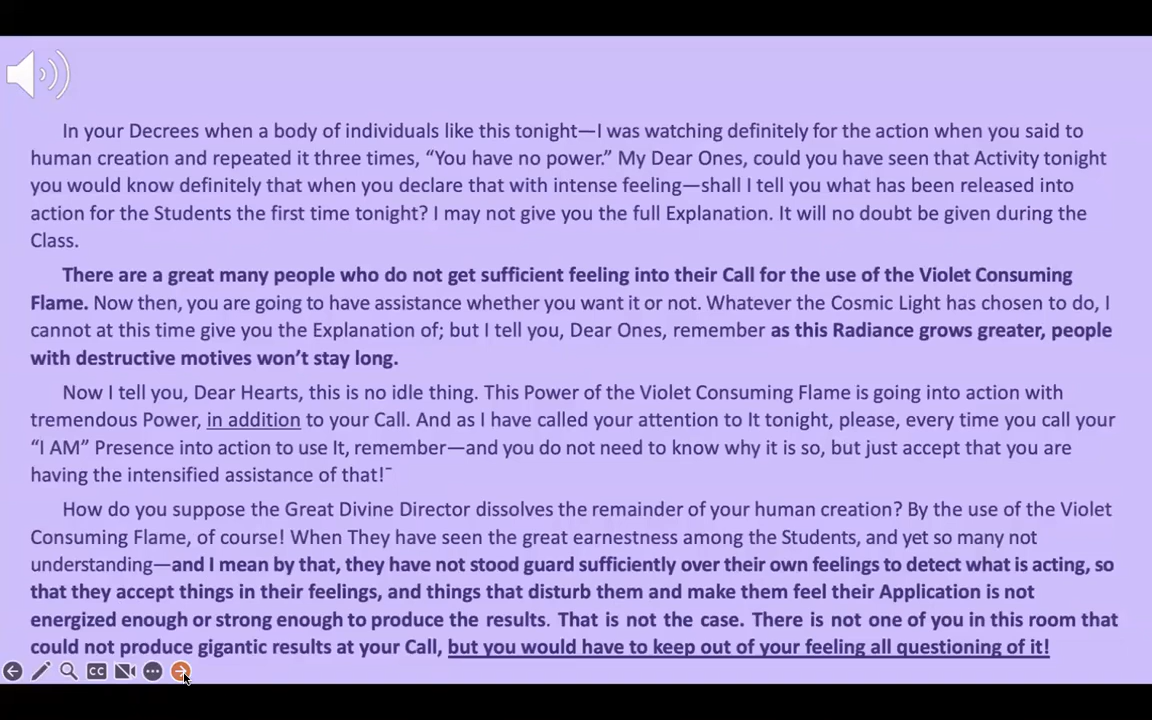 In your Decrees when a body of individuals like this tonight—I was watching definitely for the action when you said to
human creation and repeated it three times, “You have no power.” My Dear Ones, could you have seen that Activity tonight
you would know definitely that when you declare that with intense feeling—shall I tell you what has been released into
action for the Students the first time tonight? I may not give you the full Explanation. It will no doubt be given during the
Class.
There are a great many people who do not get sufficient feeling into their Call for the use of the Violet Consuming
Flame. Now then, you are going to have assistance whether you want it or not. Whatever the Cosmic Light has chosen to do, I
cannot at this time give you the Explanation of; but I tell you, Dear Ones, remember as this Radiance grows greater, people
with destructive motives won’t stay long.
Now I tell you, Dear Hearts, this is no idle thing. This Power of the Violet Consuming Flame is going into action with
tremendous Power, in addition to your Call. And as I have called your attention to It tonight, please, every time you call your
“I AM” Presence into action to use It, remember—and you do not need to know why it is so, but just accept that you are
having the intensified assistance of that!¯
How do you suppose the Great Divine Director dissolves the remainder of your human creation? By the use of the Violet
Consuming Flame, of course! When They have seen the great earnestness among the Students, and yet so many not
understanding—and I mean by that, they have not stood guard sufficiently over their own feelings to detect what is acting, so
that they accept things in their feelings, and things that disturb them and make them feel their Application is not
energized enough or strong enough to produce the results. That is not the case. There is not one of you in this room that
could not produce gigantic results at your Call, but you would have to keep out of your feeling all questioning of it!
CC